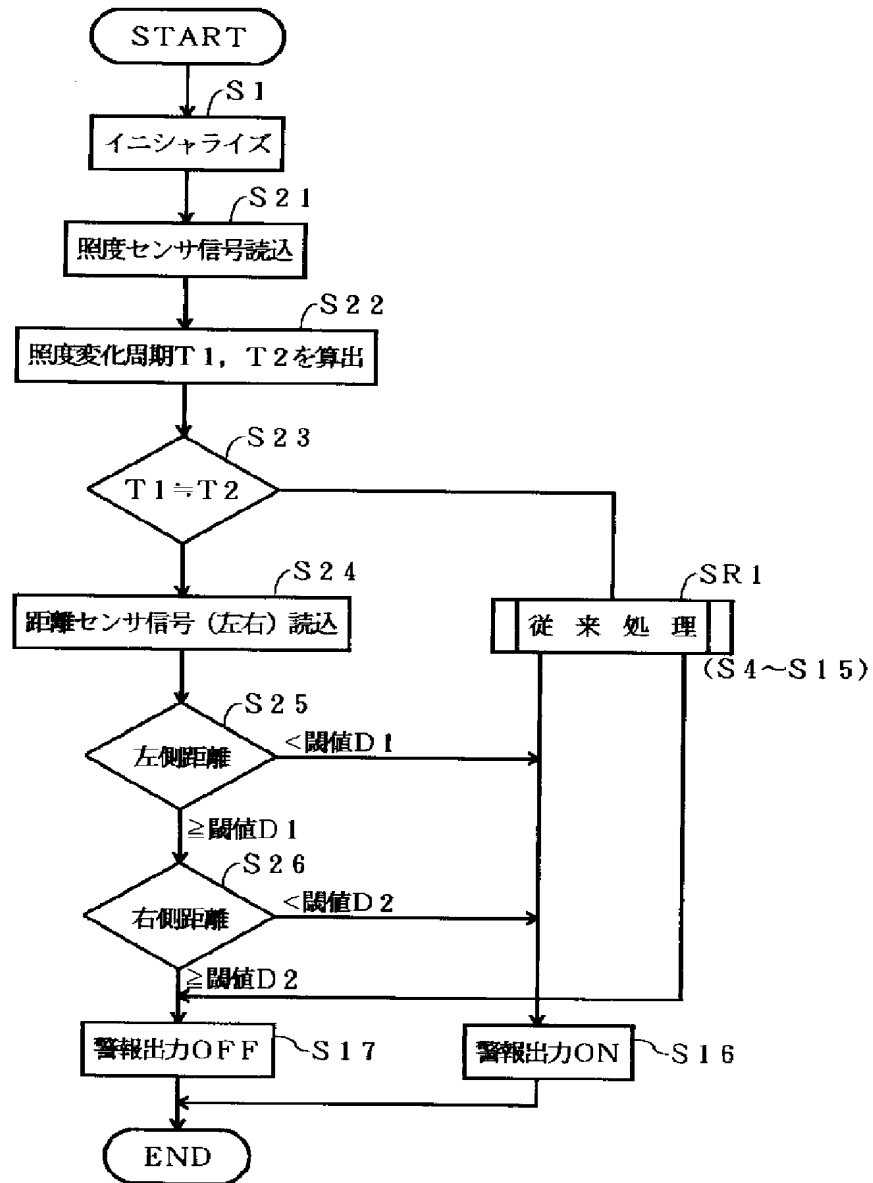 START
S1
イニシャライズ
S21
照度センサ信号読込
S22
照度変化周期T1，T2を算出
S23
T1≒T2
S24
距離センサ信号（左右）読込
SR1
従来処理
(S4～S15)
S25
左側距離
＜閾値D1
≧閾値D1
S26
右側距離
＜閾値D2
≧閾値D2
警報出力OFF
S17
警報出力ON
S16
END